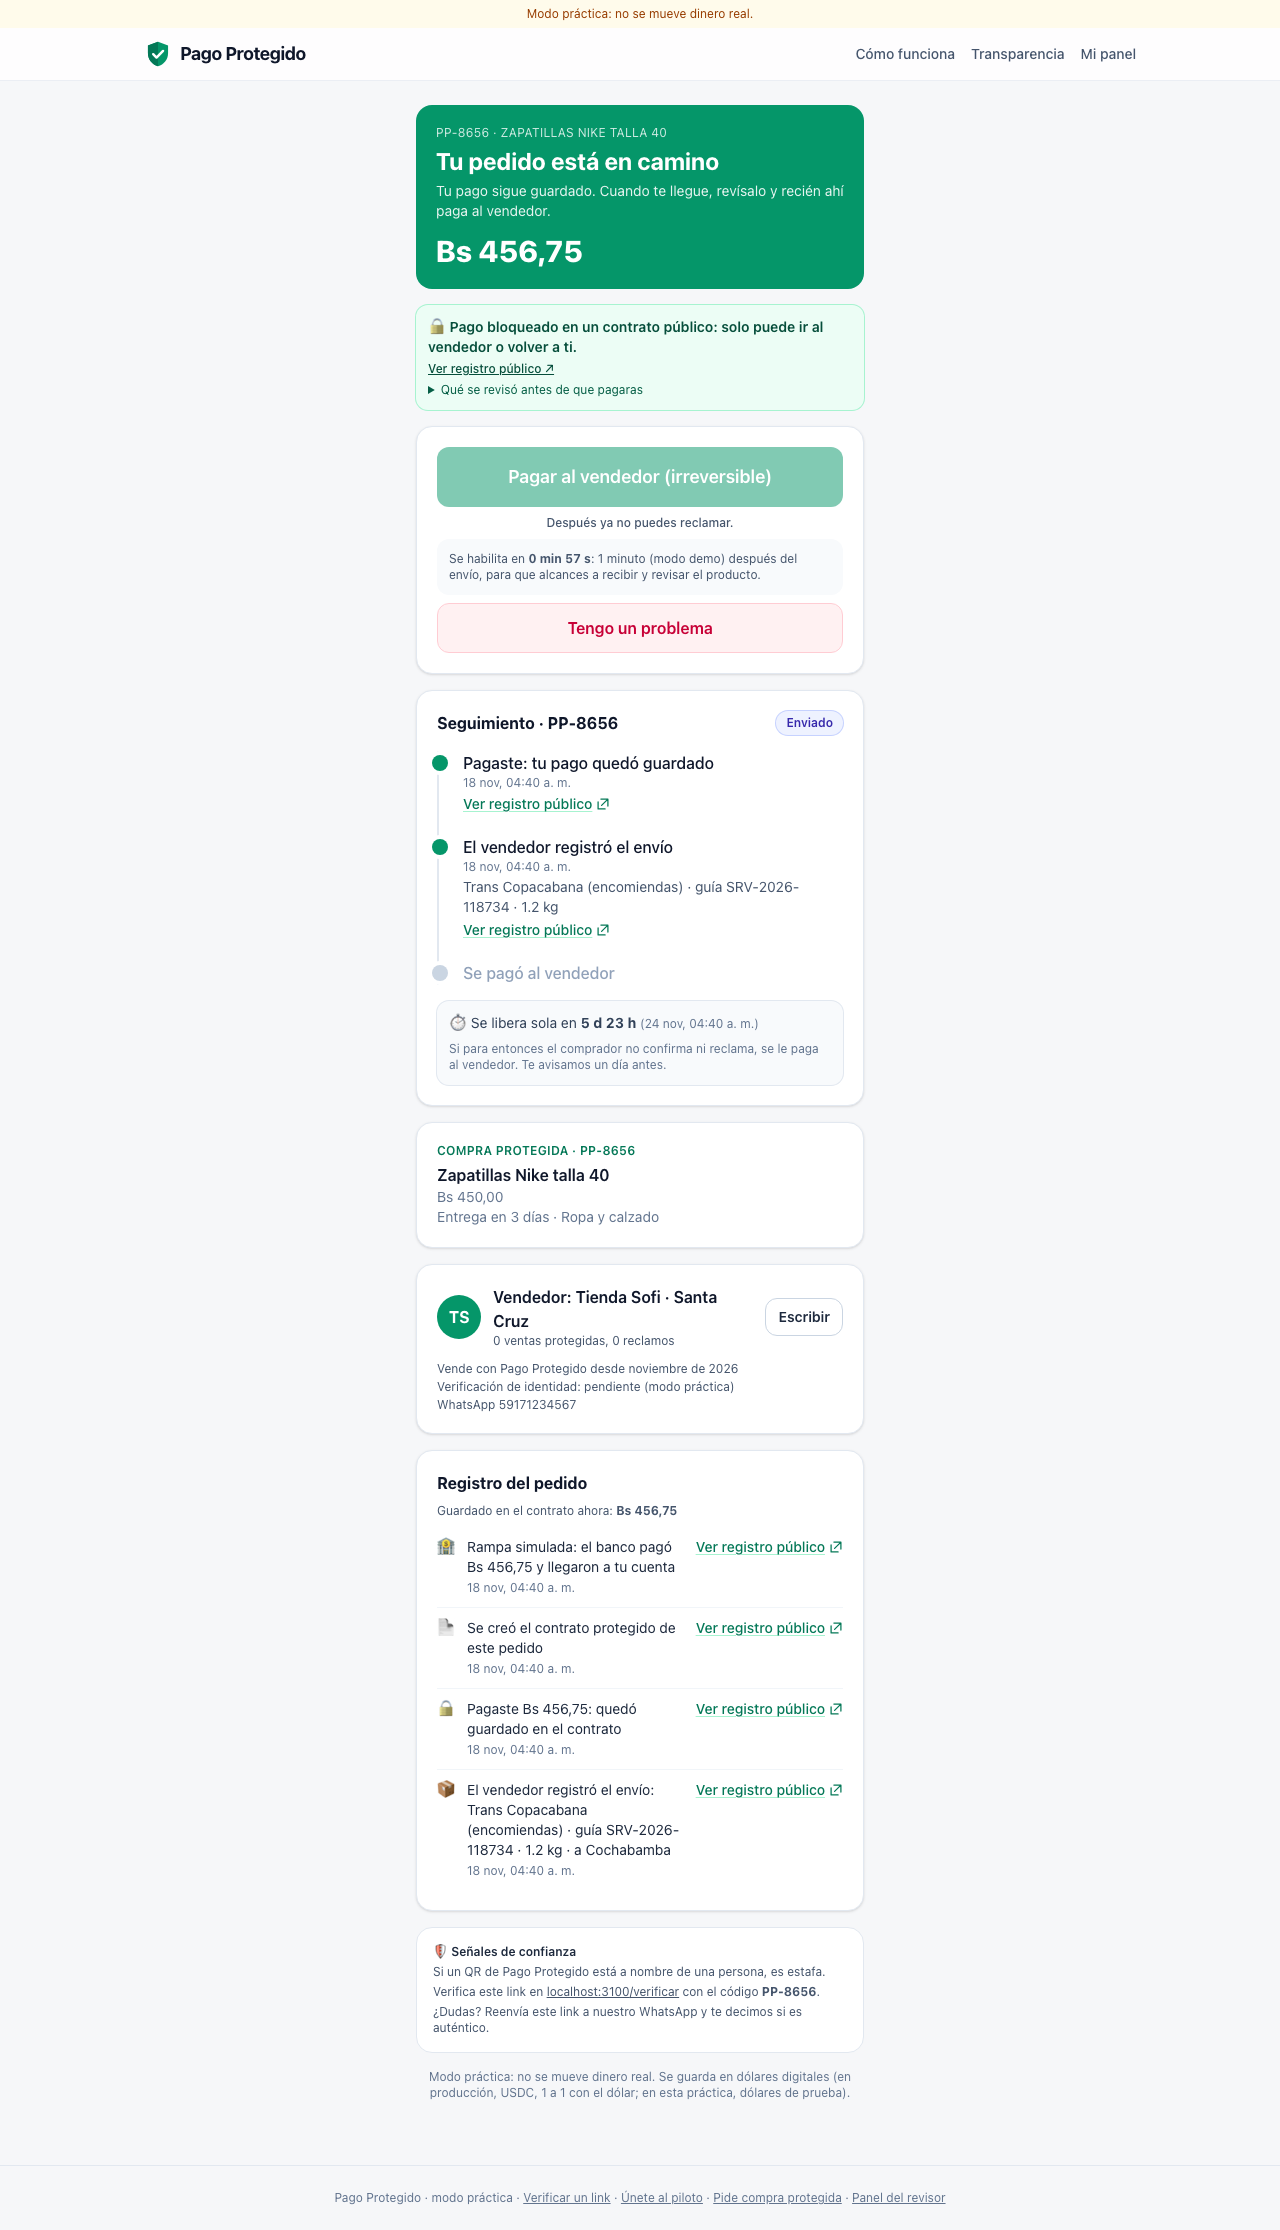 Modo práctica: no se mueve dinero real.
Pago Protegido
Cómo funciona
Transparencia
Mi panel
PP-8656 · ZAPATILLAS NIKE TALLA 40
Tu pedido está en camino
Tu pago sigue guardado. Cuando te llegue, revísalo y recién ahí
paga al vendedor.
Bs 456,75
Pago bloqueado en un contrato público: solo puede ir al
vendedor o volver a ti.
Ver registro público ↗
Qué se revisó antes de que pagaras
Pagar al vendedor (irreversible)
Después ya no puedes reclamar.
Se habilita en 0 min 57 s: 1 minuto (modo demo) después del
envío, para que alcances a recibir y revisar el producto.
Tengo un problema
Seguimiento · PP-8656
Enviado
Pagaste: tu pago quedó guardado
18 nov, 04:40 a. m.
Ver registro público
El vendedor registró el envío
18 nov, 04:40 a. m.
Trans Copacabana (encomiendas) · guía SRV-2026-
118734 · 1.2 kg
Ver registro público
Se pagó al vendedor
Se libera sola en 5 d 23 h (24 nov, 04:40 a. m.)
Si para entonces el comprador no confirma ni reclama, se le paga
al vendedor. Te avisamos un día antes.
COMPRA PROTEGIDA · PP-8656
Zapatillas Nike talla 40
Bs 450,00
Entrega en 3 días · Ropa y calzado
TS
Vendedor: Tienda Sofi · Santa
Cruz
0 ventas protegidas, 0 reclamos
Escribir
Vende con Pago Protegido desde noviembre de 2026
Verificación de identidad: pendiente (modo práctica)
WhatsApp 59171234567
Registro del pedido
Guardado en el contrato ahora: Bs 456,75
Rampa simulada: el banco pagó
Bs 456,75 y llegaron a tu cuenta
18 nov, 04:40 a. m.
Ver registro público
Se creó el contrato protegido de
este pedido
18 nov, 04:40 a. m.
Ver registro público
Pagaste Bs 456,75: quedó
guardado en el contrato
18 nov, 04:40 a. m.
Ver registro público
El vendedor registró el envío:
Trans Copacabana
(encomiendas) · guía SRV-2026-
118734 · 1.2 kg · a Cochabamba
18 nov, 04:40 a. m.
Ver registro público
Señales de confianza
Si un QR de Pago Protegido está a nombre de una persona, es estafa.
Verifica este link en localhost:3100/verificar con el código PP-8656.
¿Dudas? Reenvía este link a nuestro WhatsApp y te decimos si es
auténtico.
Modo práctica: no se mueve dinero real. Se guarda en dólares digitales (en
producción, USDC, 1 a 1 con el dólar; en esta práctica, dólares de prueba).
Pago Protegido · modo práctica · Verificar un link · Únete al piloto · Pide compra protegida · Panel del revisor